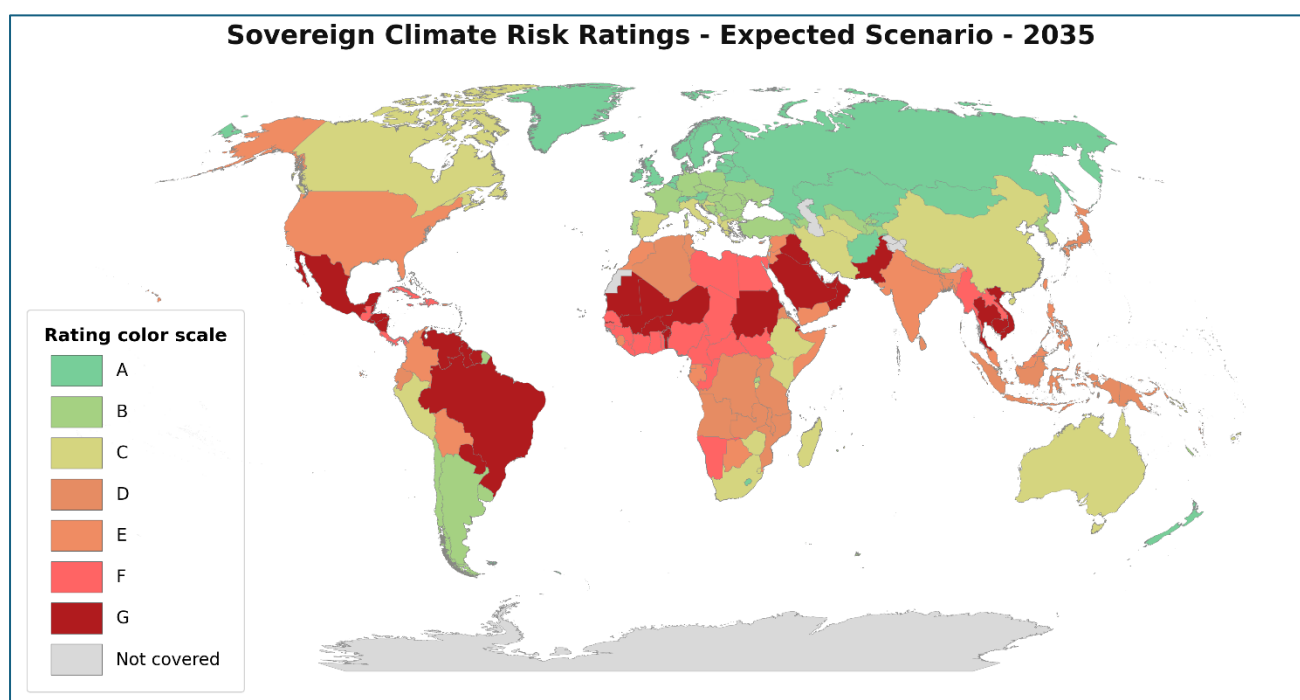 Sovereign Climate Risk Ratings - Expected Scenario - 2035
Rating color scale
A
B
C
D
E
F
G
Not covered